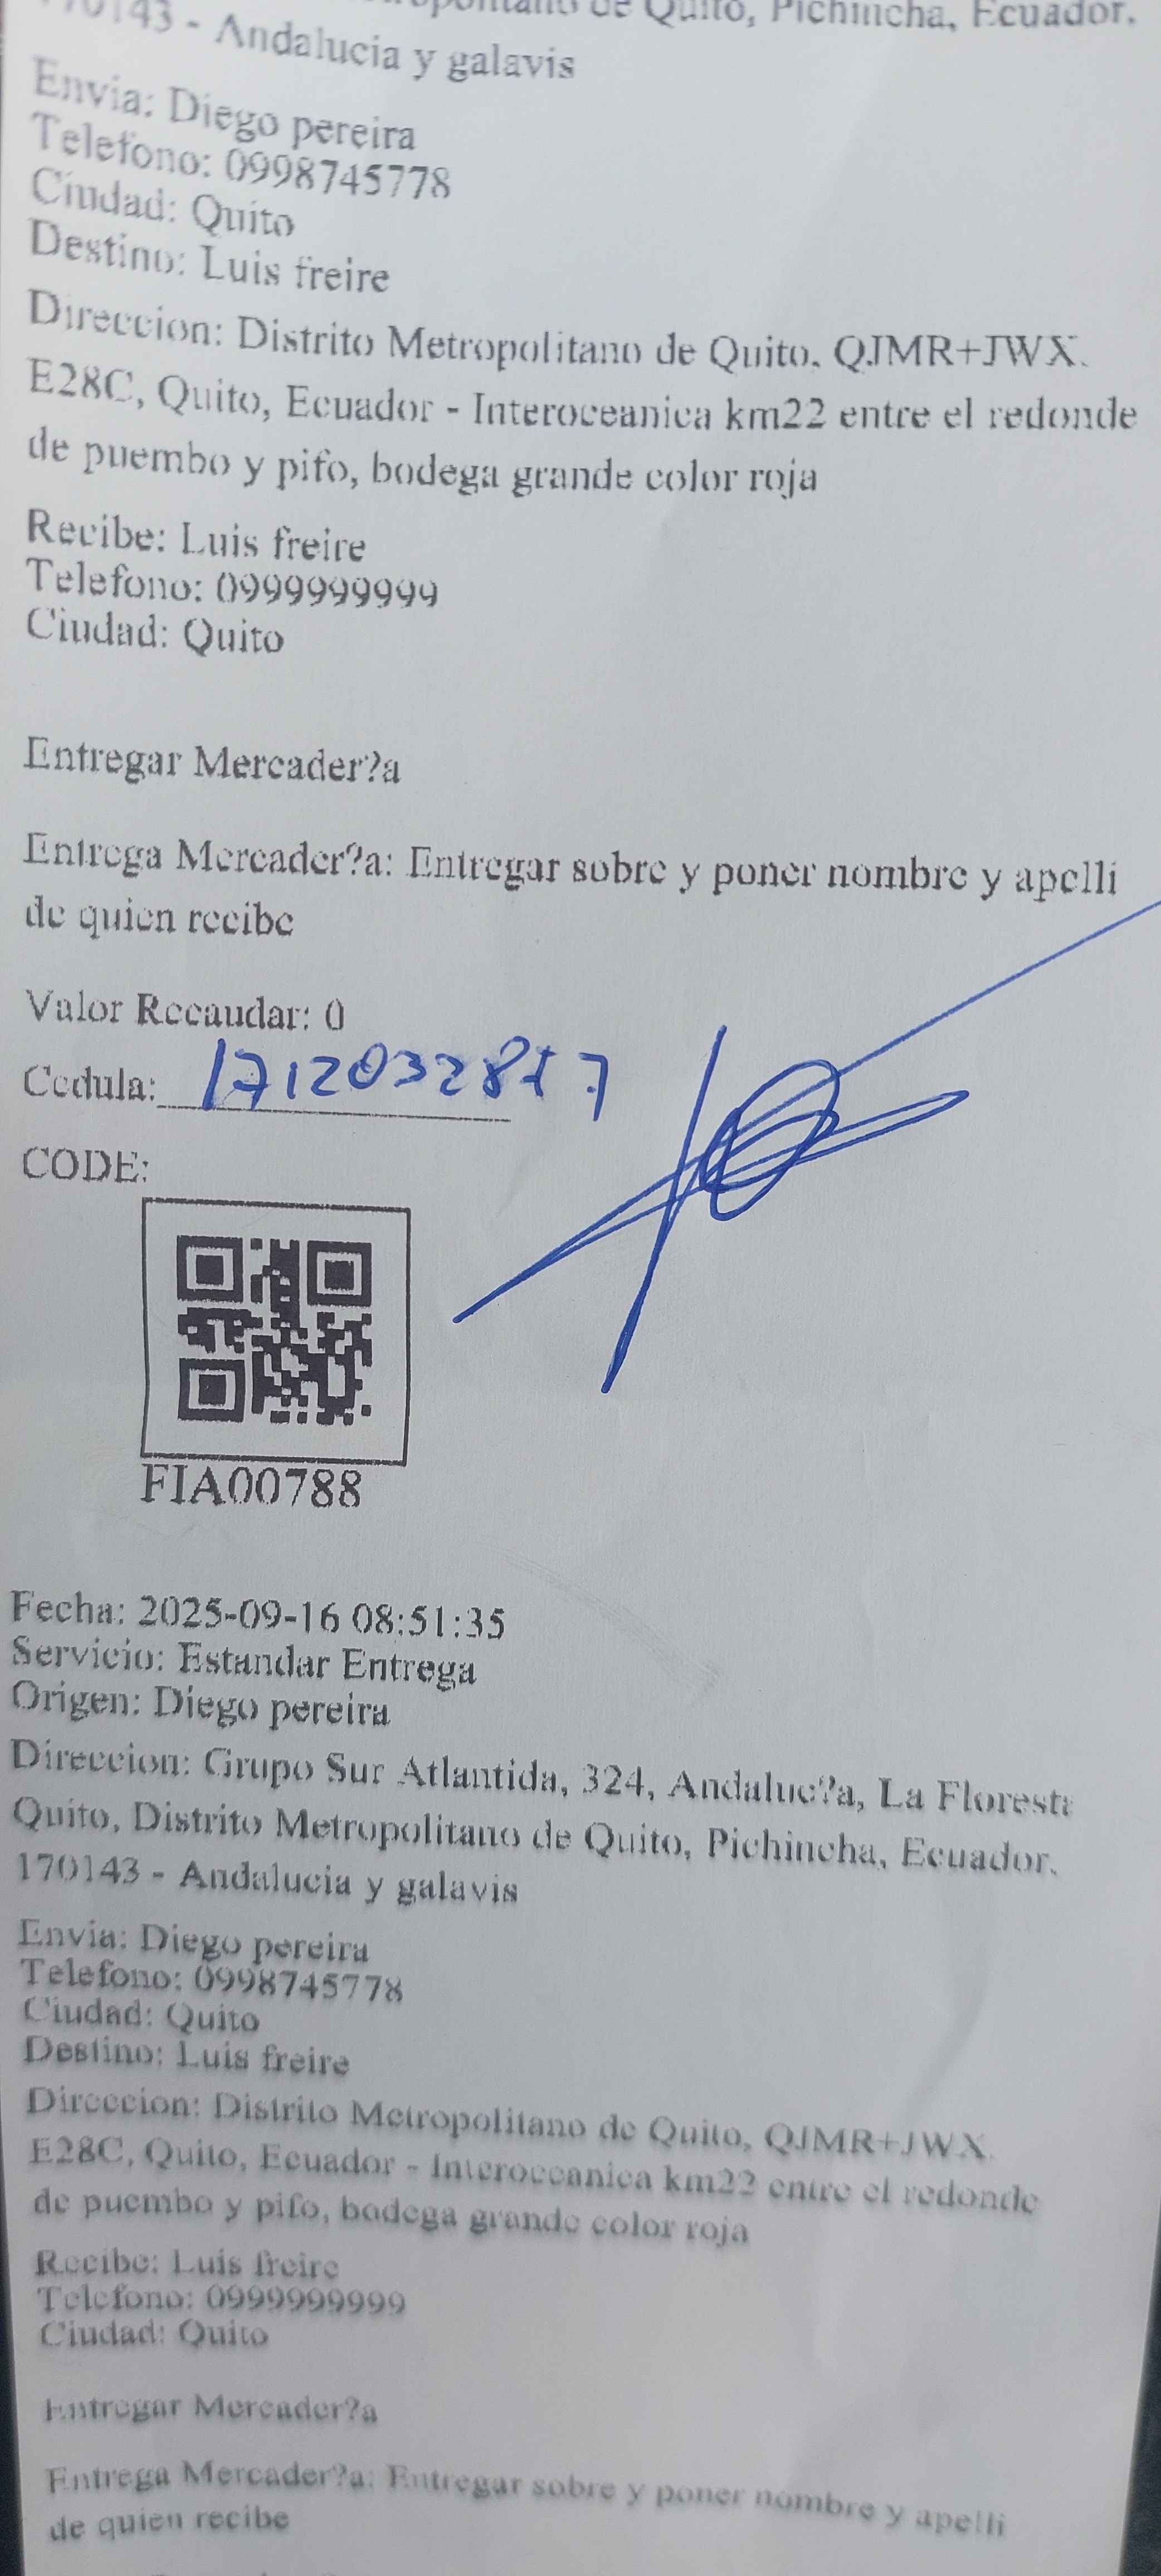 170143 - Andalucia y galavis
de Quito, Pichincha, Ecuador.
Envia: Diego pereira
Telefono: 0998745778
Ciudad: Quito
Destino: Luis freire
Direccion: Distrito Metropolitano de Quito, QJMR+JWX.
E28C, Quito, Ecuador - Interoceanica km22 entre el redonde
de puembo y pifo, bodega grande color roja
Recibe: Luis freire
Telefono: 0999999999
Ciudad: Quito
Entregar Mercader?a
Entrega Mercader?a: Entregar sobre y poner nombre y apelli
de quien recibe
Valor Recaudar: 0
Cedula:
CODE:
FIA00788
Fecha: 2025-09-16 08:51:35
Servicio: Estandar Entrega
Origen: Diego pereira
Direccion: Grupo Sur Atlantida, 324, Andaluc?a, La Florest
Quito, Distrito Metropolitano de Quito, Pichincha, Ecuador.
170143 - Andalucia y galavis
Envia: Diego pereira
Telefono: 0998745778
Ciudad: Quito
Destino: Luis freire
Direccion: Distrito Metropolitano de Quito, QJMR+JWX.
E28C, Quito, Ecuador - Interoceanica km22 entre el redonde
de puembo y pifo, bodega grande color roja
Recibe: Luis freire
Telefono: 0999999999
Ciudad: Quito
Entregar Mercader?a
Entrega Mercader?a: Entregar sobre y poner nombre y apelli
de quien recibe